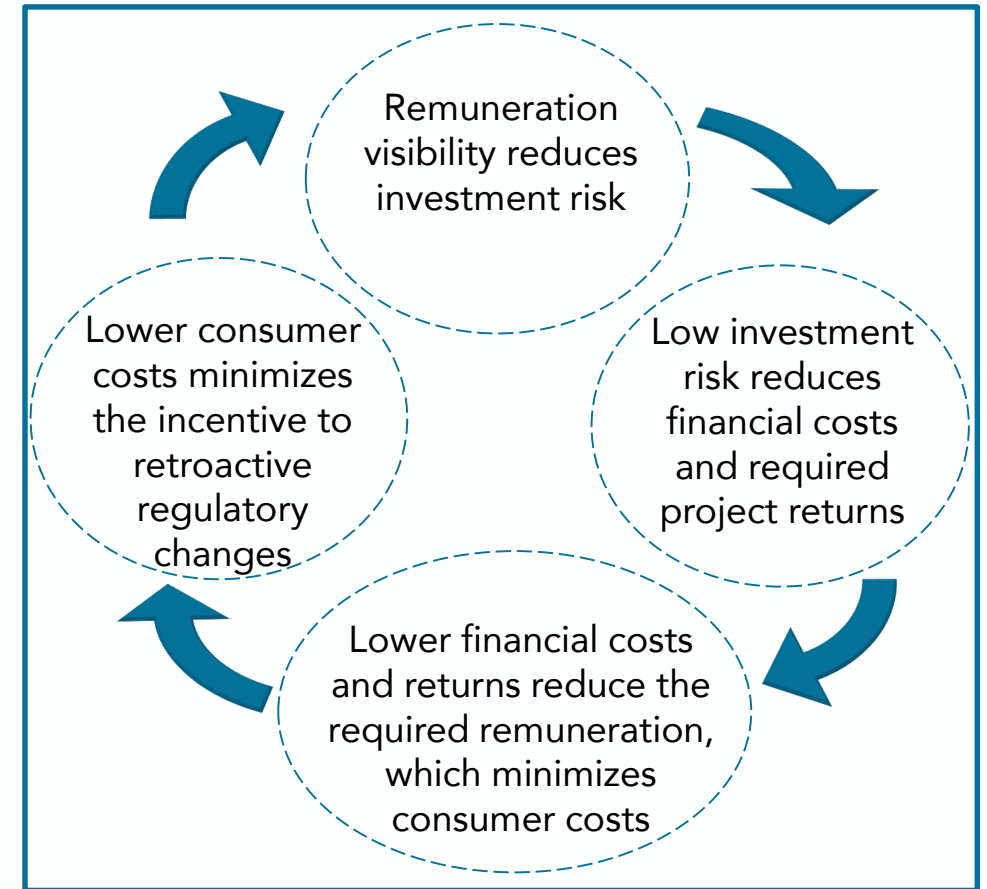 Remuneration
visibility reduces
investment risk
Low investment
risk reduces
financial costs
and required
project returns
Lower financial costs
and returns reduce the
required remuneration,
which minimizes
consumer costs
Lower consumer
costs minimizes
the incentive to
retroactive
regulatory
changes